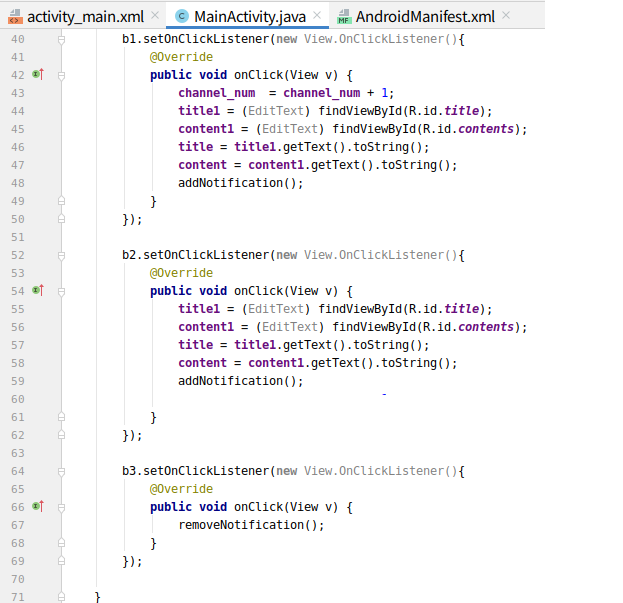 activity_main.xml × C MainActivity.java × MF AndroidManifest.xml ×
40 b1.setOnClickListener(new View.OnClickListener(){
41 @Override
42 public void onClick(View v) {
43 channel_num  = channel_num + 1;
44 title1 = (EditText) findViewById(R.id.title);
45 content1 = (EditText) findViewById(R.id.contents);
46 title = title1.getText().toString();
47 content = content1.getText().toString();
48 addNotification();
49 }
50 });
51
52 b2.setOnClickListener(new View.OnClickListener(){
53 @Override
54 public void onClick(View v) {
55 title1 = (EditText) findViewById(R.id.title);
56 content1 = (EditText) findViewById(R.id.contents);
57 title = title1.getText().toString();
58 content = content1.getText().toString();
59 addNotification();
60 -
61 }
62 });
63
64 b3.setOnClickListener(new View.OnClickListener(){
65 @Override
66 public void onClick(View v) {
67 removeNotification();
68 }
69 });
70
71 }